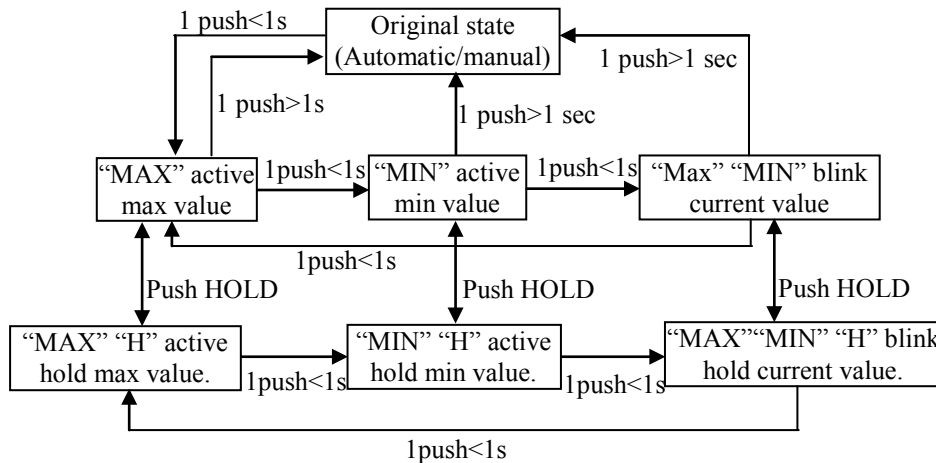 1 push<1s
Original state
(Automatic/manual)
1 push>1 sec
1 push>1s
1 push>1 sec
“MAX” active
max value
1push<1s
“MIN” active
min value
1push<1s
“Max” “MIN” blink
current value
1push<1s
Push HOLD
Push HOLD
Push HOLD
“MAX” “H” active
hold max value.
1push<1s
“MIN” “H” active
hold min value.
1push<1s
“MAX”“MIN” “H” blink
hold current value.
1push<1s